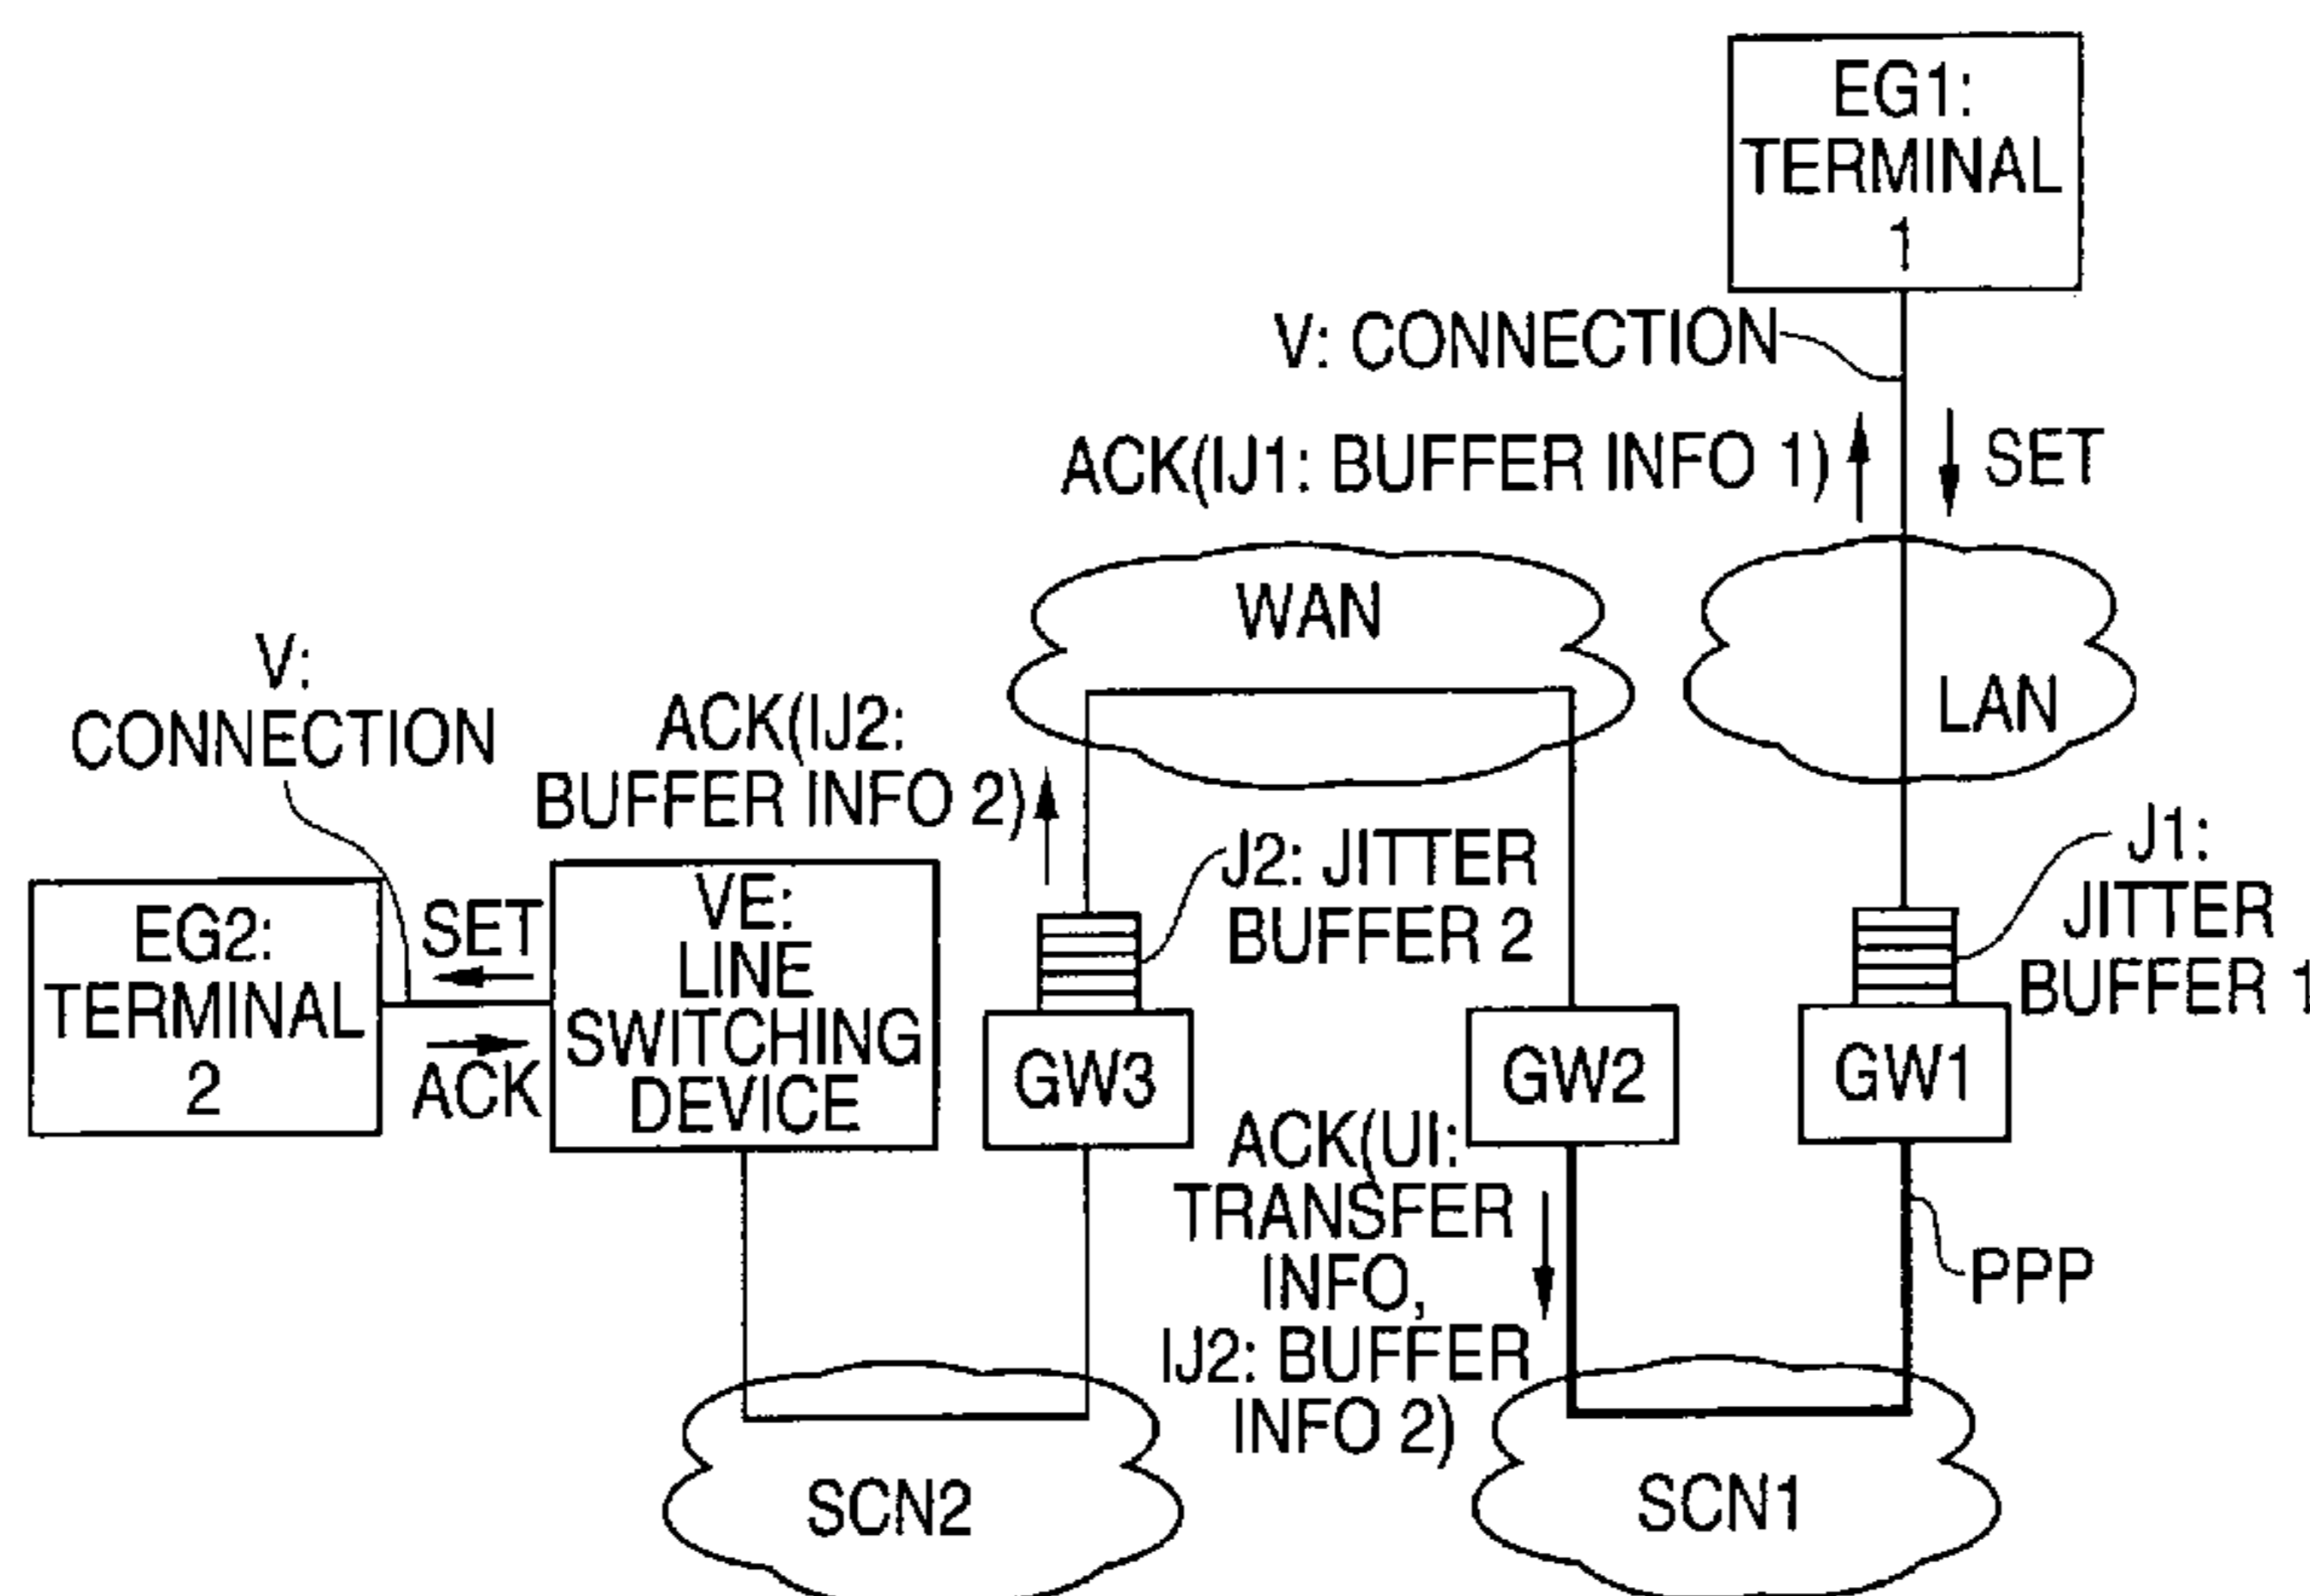 EG1:
TERMINAL
1
V: CONNECTION
ACK(IJ1: BUFFER INFO 1)
SET
WAN
LAN
V:
CONNECTION
ACK(IJ2:
BUFFER INFO 2)
J2: JITTER
BUFFER 2
J1:
JITTER
BUFFER 1
EG2:
TERMINAL
2
SET
ACK
VE:
LINE
SWITCHING
DEVICE
GW3
GW2
GW1
ACK(UI:
TRANSFER
INFO,
IJ2: BUFFER
INFO 2)
PPP
SCN2
SCN1